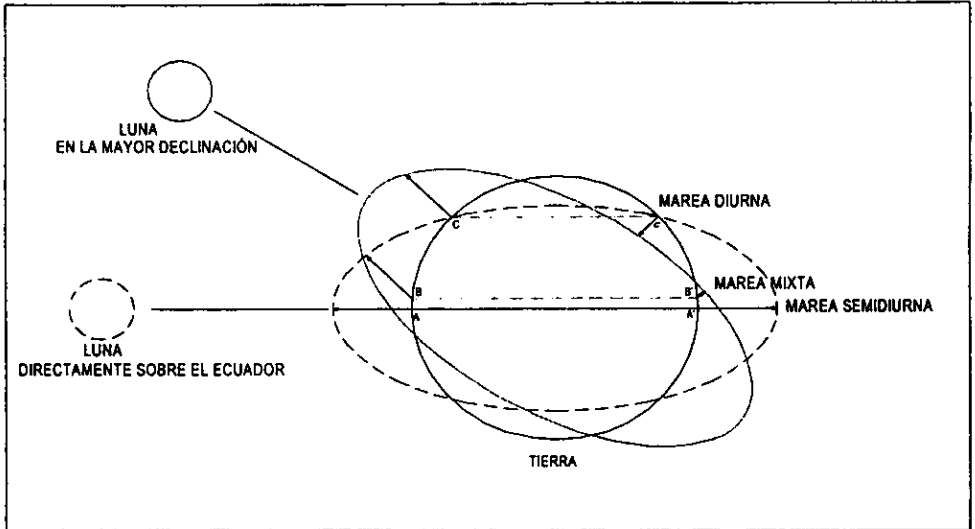 LUNA
EN LA MAYOR DECLINACIÓN
MAREA DIURNA
C
C'
MAREA MIXTA
B
B'
MAREA SEMIDIURNA
A
A'
LUNA
DIRECTAMENTE SOBRE EL ECUADOR
TIERRA